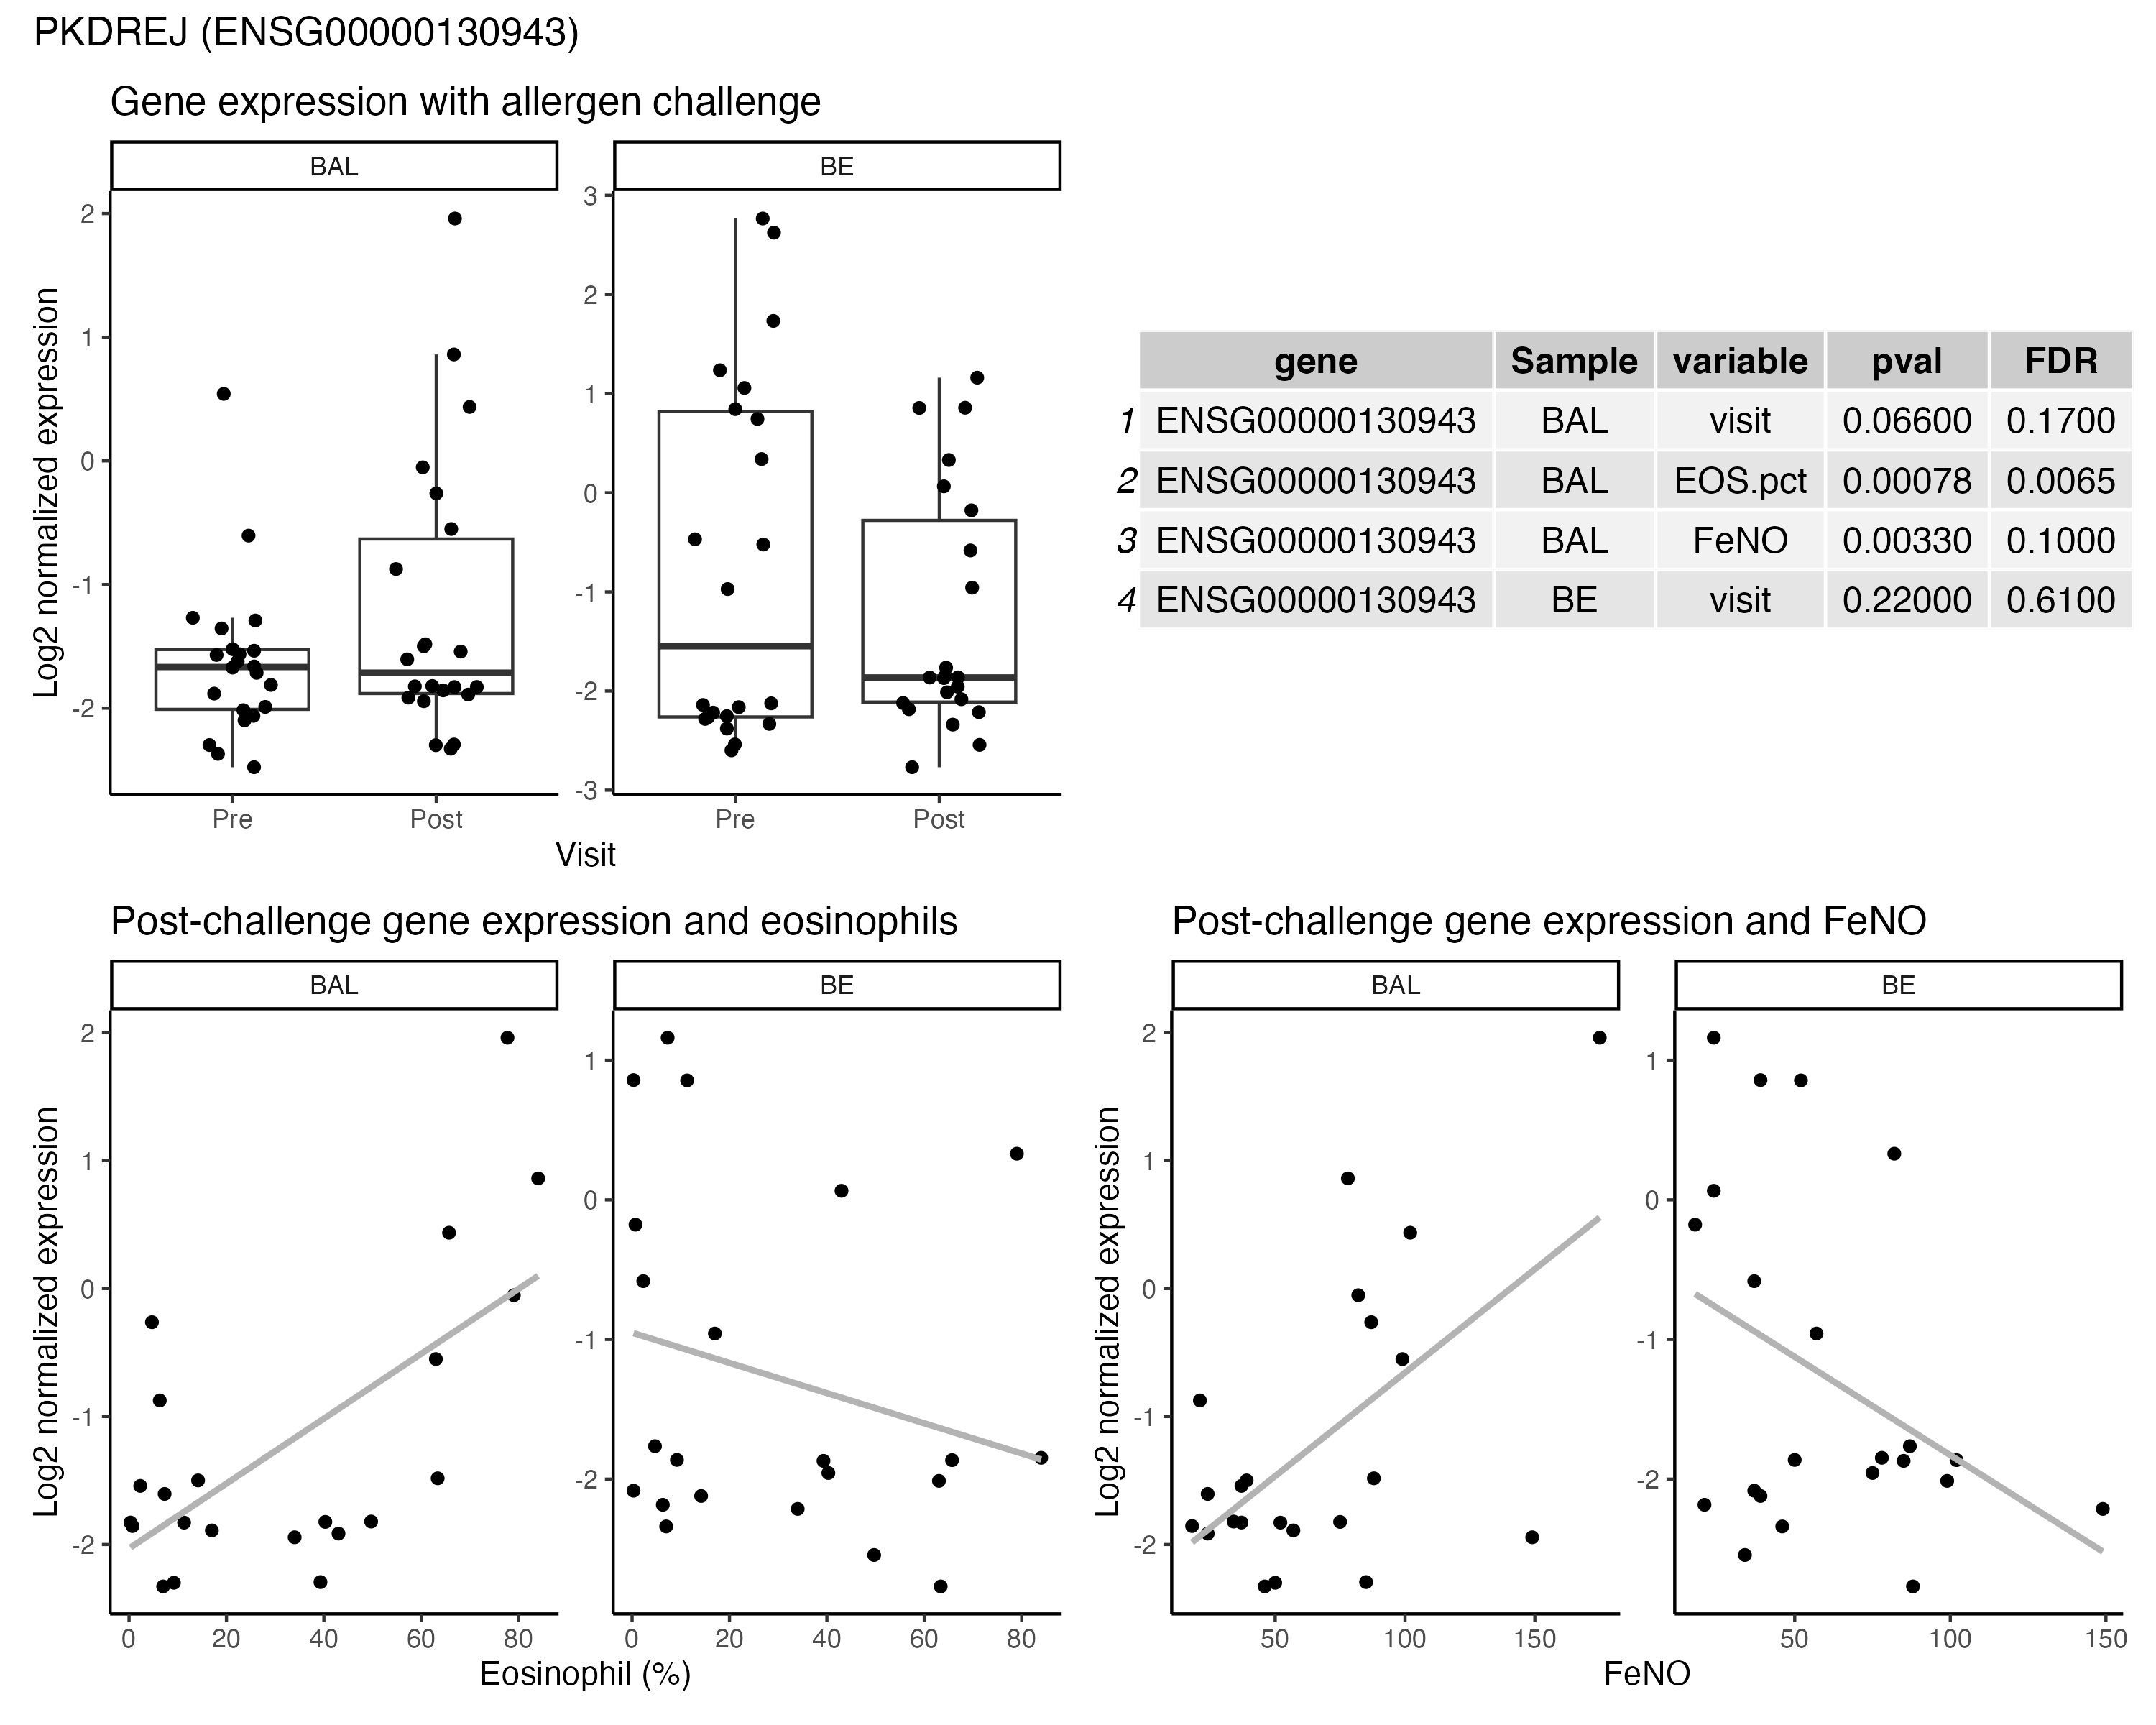 PKDREJ (ENSG00000130943)
Gene expression with allergen challenge
BAL
BE
Log2 normalized expression
2
1
0
-1
-2
3
2
1
0
-1
-2
-3
Pre
Post
Pre
Post
Visit
gene Sample variable pval FDR
1 ENSG00000130943 BAL visit 0.06600 0.1700
2 ENSG00000130943 BAL EOS.pct 0.00078 0.0065
3 ENSG00000130943 BAL FeNO 0.00330 0.1000
4 ENSG00000130943 BE visit 0.22000 0.6100
Post-challenge gene expression and eosinophils
BAL
BE
Log2 normalized expression
2
1
0
-1
-2
1
0
-1
-2
0 20 40 60 80
0 20 40 60 80
Eosinophil (%)
Post-challenge gene expression and FeNO
BAL
BE
Log2 normalized expression
2
1
0
-1
-2
1
0
-1
-2
50 100 150
50 100 150
FeNO